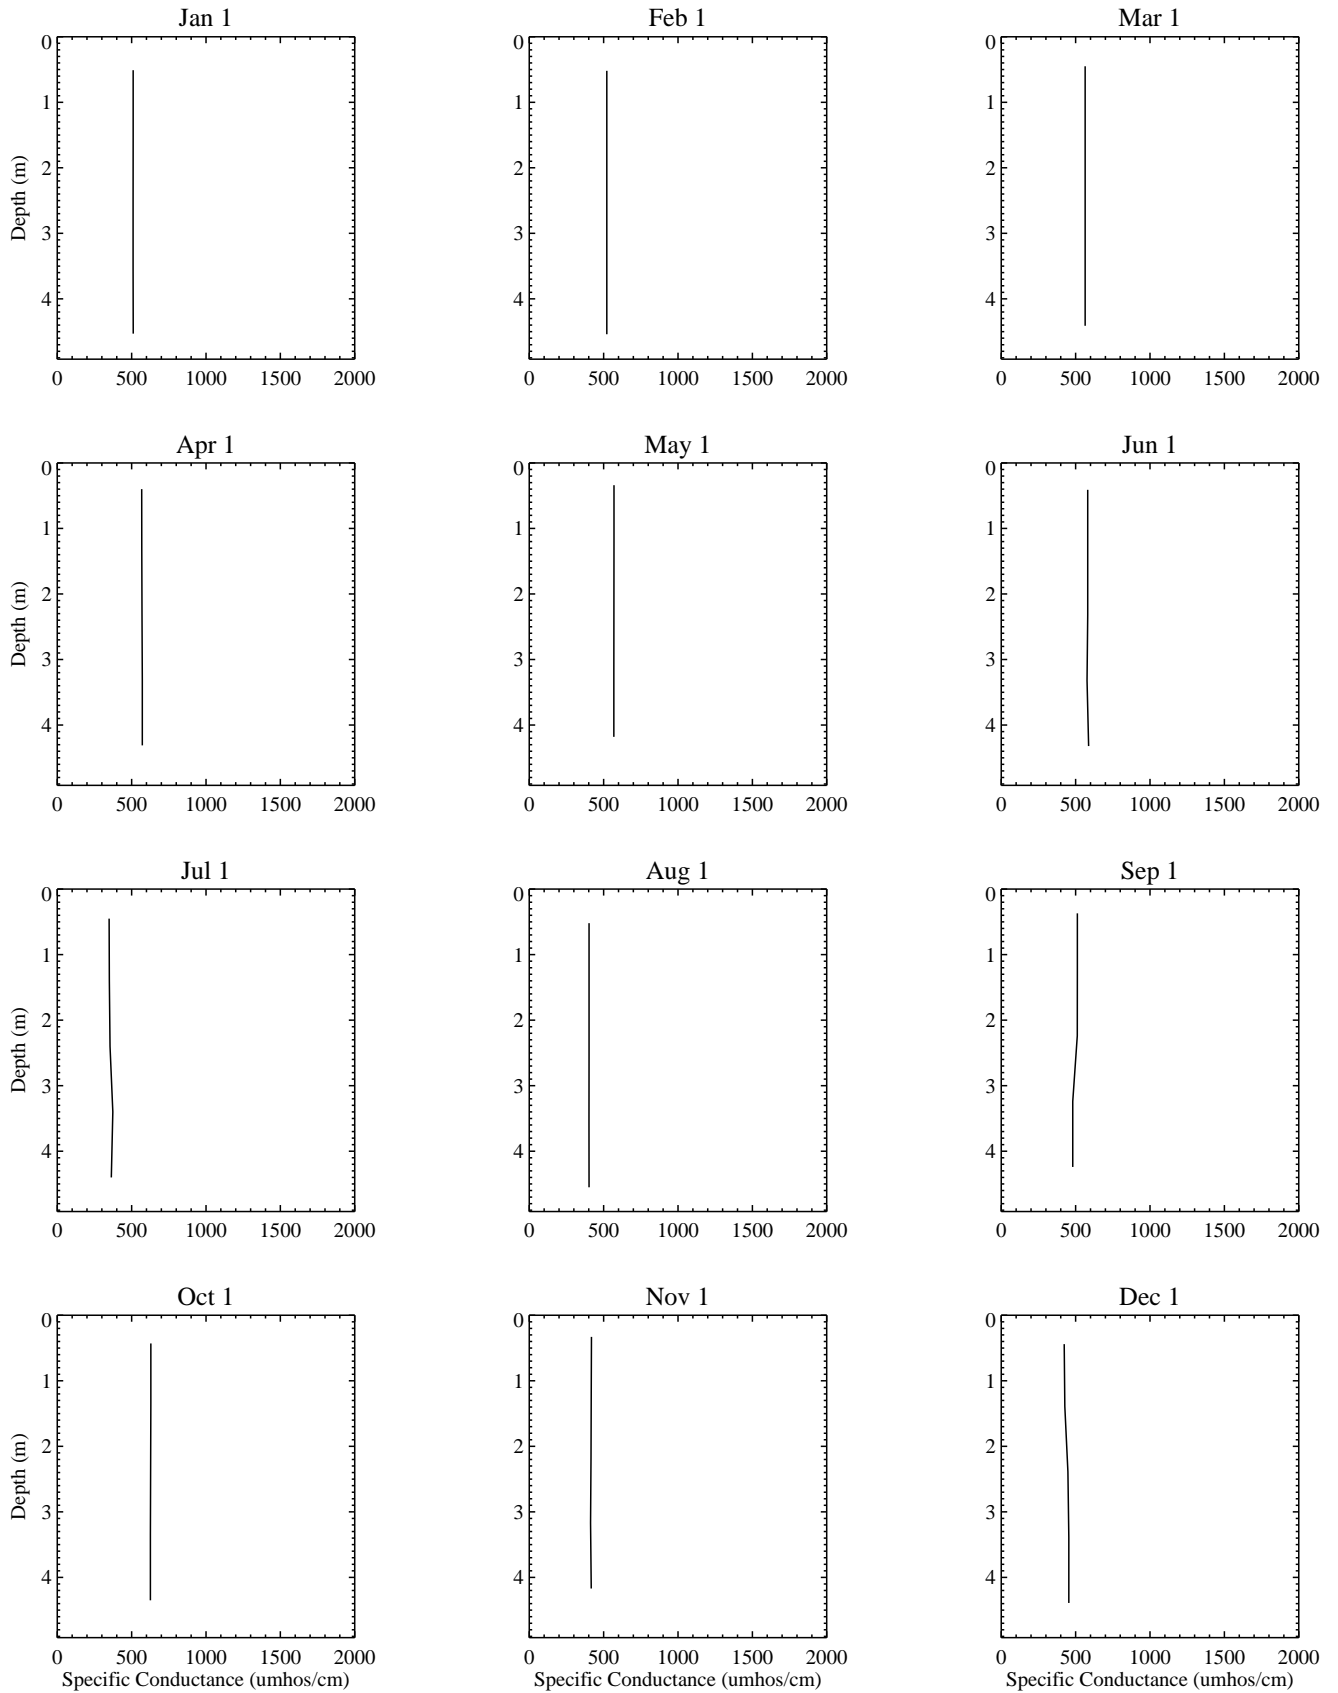 Jan 1 Feb 1 Mar 1
0 0 0
1 1 1
2 2 2
Depth (m)
3 3 3
4 4 4
0 500 1000 1500 2000 0 500 1000 1500 2000 0 500 1000 1500 2000
Apr 1 May 1 Jun 1
0 0 0
1 1 1
2 2 2
Depth (m)
3 3 3
4 4 4
0 500 1000 1500 2000 0 500 1000 1500 2000 0 500 1000 1500 2000
Jul 1 Aug 1 Sep 1
0 0 0
1 1 1
2 2 2
Depth (m)
3 3 3
4 4 4
0 500 1000 1500 2000 0 500 1000 1500 2000 0 500 1000 1500 2000
Oct 1 Nov 1 Dec 1
0 0 0
1 1 1
2 2 2
Depth (m)
3 3 3
4 4 4
0 500 1000 1500 2000 0 500 1000 1500 2000 0 500 1000 1500 2000
Specific Conductance (umhos/cm) Specific Conductance (umhos/cm) Specific Conductance (umhos/cm)